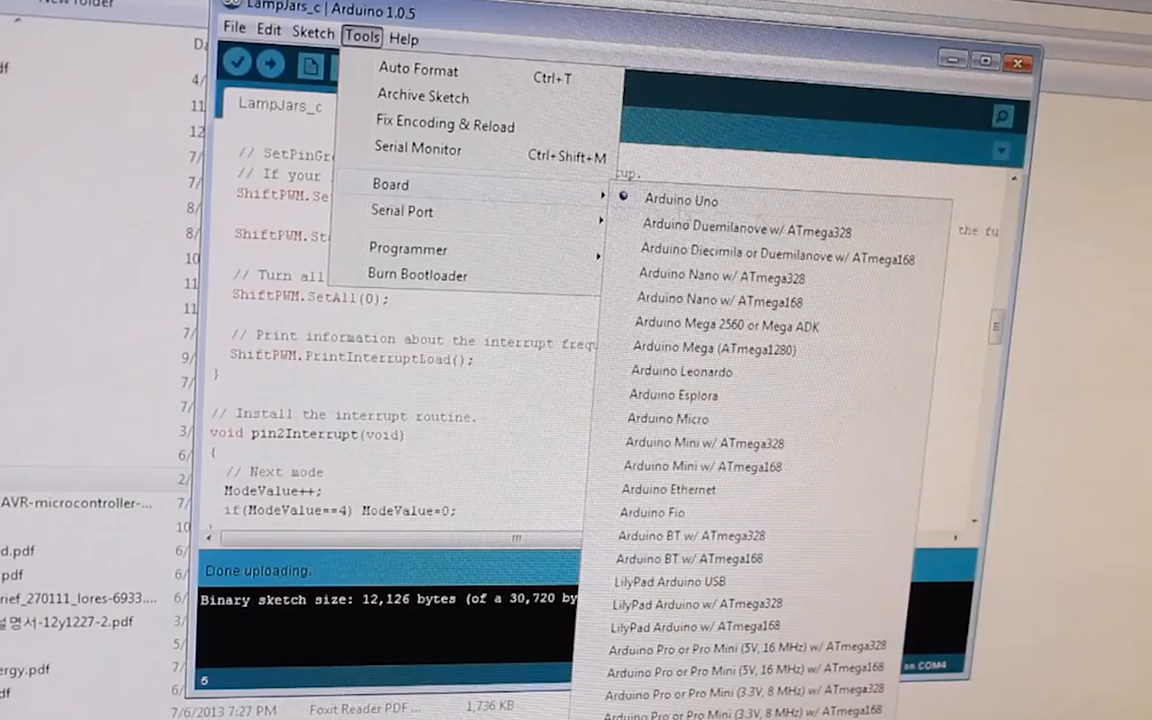 New folder
LampJars_c | Arduino 1.0.5
File Edit Sketch Tools Help
LampJars_c
Auto Format Ctrl+T
Archive Sketch
Fix Encoding & Reload
Serial Monitor Ctrl+Shift+M
Board
Serial Port
Programmer
Burn Bootloader
Arduino Uno
Arduino Duemilanove w/ ATmega328
Arduino Diecimila or Duemilanove w/ ATmega168
Arduino Nano w/ ATmega328
Arduino Nano w/ ATmega168
Arduino Mega 2560 or Mega ADK
Arduino Mega (ATmega1280)
Arduino Leonardo
Arduino Esplora
Arduino Micro
Arduino Mini w/ ATmega328
Arduino Mini w/ ATmega168
Arduino Ethernet
Arduino Fio
Arduino BT w/ ATmega328
Arduino BT w/ ATmega168
LilyPad Arduino USB
LilyPad Arduino w/ ATmega328
LilyPad Arduino w/ ATmega168
Arduino Pro or Pro Mini (5V, 16 MHz) w/ ATmega328
Arduino Pro or Pro Mini (5V, 16 MHz) w/ ATmega168
Arduino Pro or Pro Mini (3.3V, 8 MHz) w/ ATmega328
Arduino Pro or Pro Mini (3.3V, 8 MHz) w/ ATmega168
// SetPinGr
// If your
ShiftPWM.Se
ShiftPWM.St
the fu
// Turn all
ShiftPWM.SetAll(0);
// Print information about the interrupt freq
ShiftPWM.PrintInterruptLoad();
}
// Install the interrupt routine.
void pin2Interrupt(void)
{
// Next mode
ModeValue++;
if(ModeValue==4) ModeValue=0;
Done uploading.
Binary sketch size: 12,126 bytes (of a 30,720 by
5
on COM4
AVR-microcontroller-...
d.pdf
pdf
rief_270111_lores-6933....
설명서-12y1227-2.pdf
ergy.pdf
df
7/6/2013 7:27 PM Foxit Reader PDF ... 1,736 KB